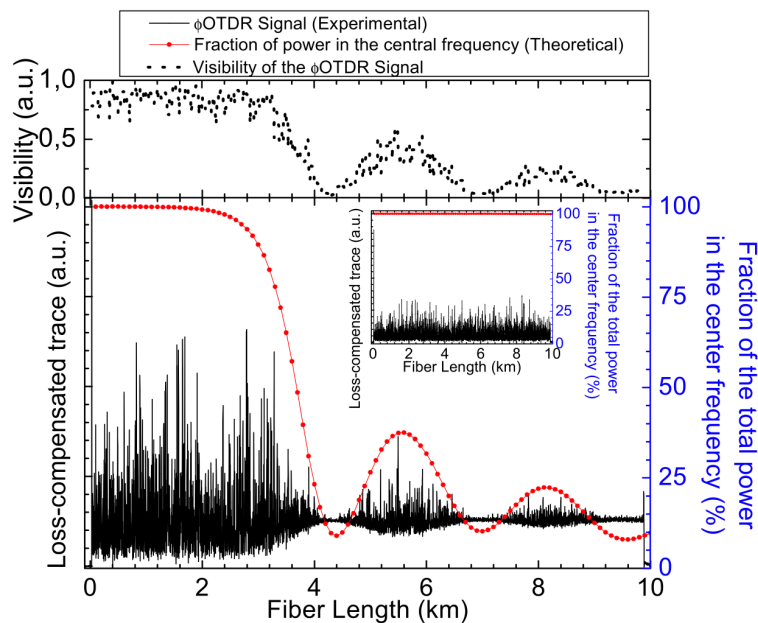 ϕOTDR Signal (Experimental)
Fraction of power in the central frequency (Theoretical)
Visibility of the ϕOTDR Signal
Visibility (a.u.)
1,0
0,5
0,0
Loss-compensated trace (a.u.)
100
75
50
25
0
Fraction of the total power
in the center frequency (%)
Loss-compensated trace (a.u.)
100
75
50
25
0
Fraction of the total power
in the center frequency
(%)
0 2 4 6 8 10
Fiber Length (km)
0 2 4 6 8 10
Fiber Length (km)